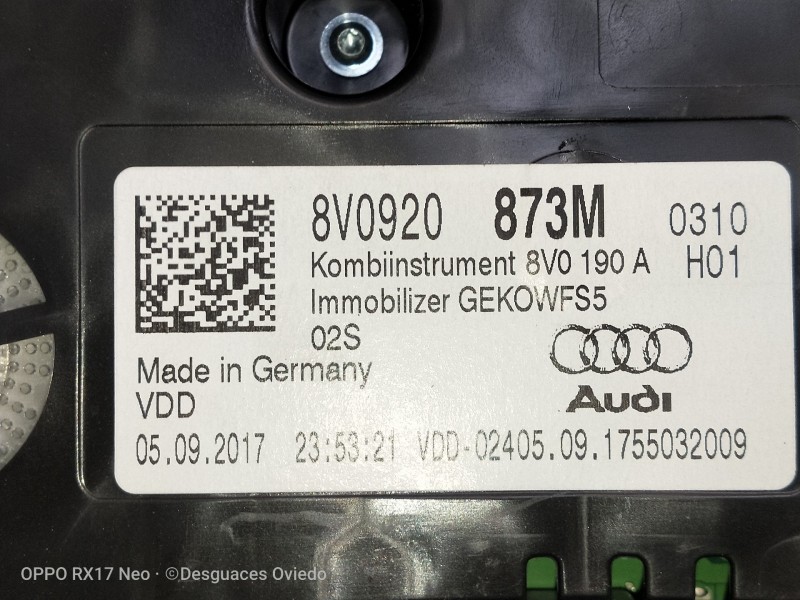 8V0920 873M 0310
Kombiinstrument 8V0 190 A H01
Immobilizer GEKOWFS5
02S
Made in Germany
Audi
VDD
05.09.2017 23:53:21 VDD-02405.09.1755032009
OPPO RX17 Neo · ©Desguaces Oviedo